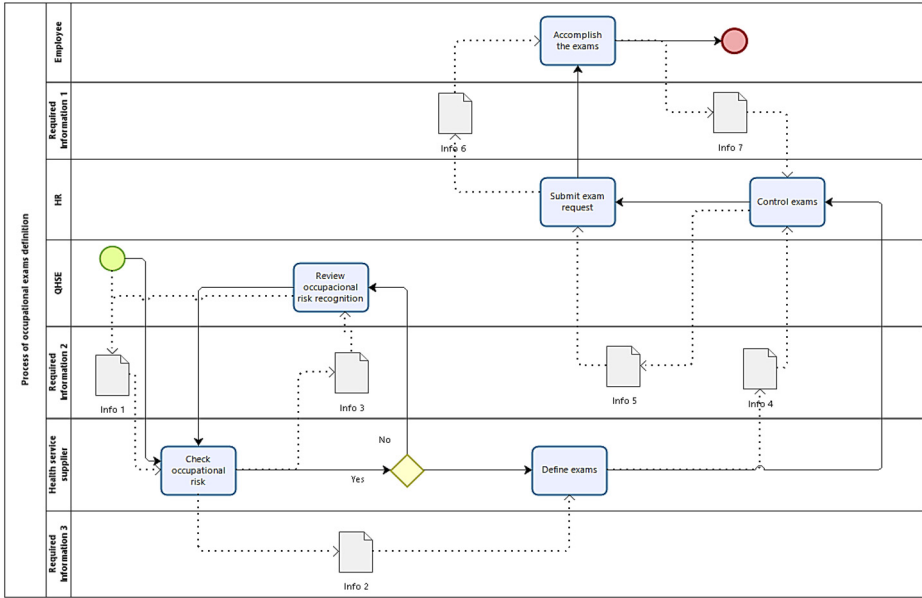 Process of occupational exams definition
Employee
Accomplish
the exams
Required
Information 1
Info 6
Info 7
HR
Submit exam
request
Control exams
QHSE
Review
occupacional
risk recognition
Required
Information 2
Info 1
Info 3
Info 5
Info 4
Health service
supplier
Check
occupational
risk
No
Yes
Define exams
Required
Information 3
Info 2